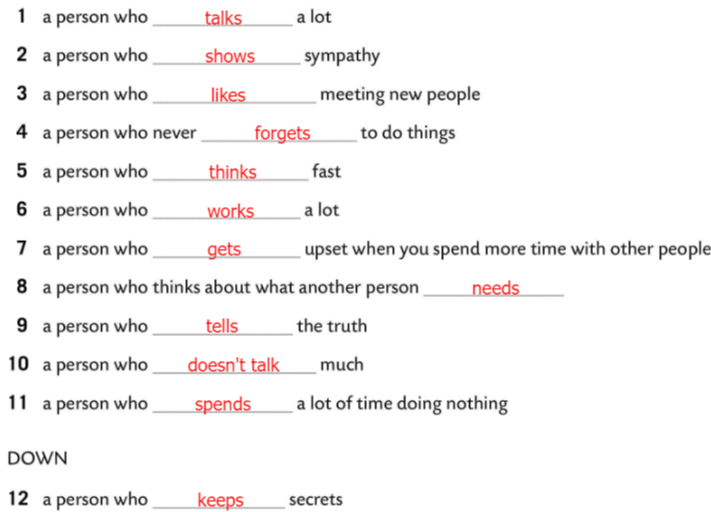 1 a person who talks a lot
2 a person who shows sympathy
3 a person who likes meeting new people
4 a person who never forgets to do things
5 a person who thinks fast
6 a person who works a lot
7 a person who gets upset when you spend more time with other people
8 a person who thinks about what another person needs
9 a person who tells the truth
10 a person who doesn't talk much
11 a person who spends a lot of time doing nothing
DOWN
12 a person who keeps secrets